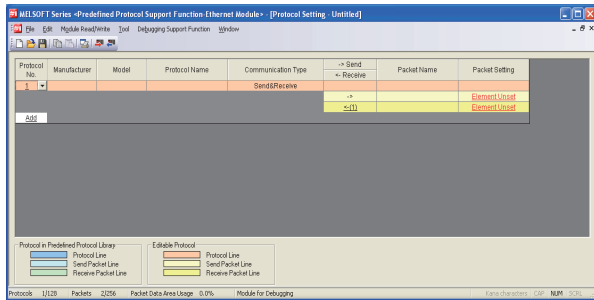 MELSOFT Series <Predefined Protocol Support Function-Ethernet Module> - [Protocol Setting - Untitled]
File Edit Module Read/Write Tool Debugging Support Function Window
Protocol No. Manufacturer Model Protocol Name Communication Type -> Send <- Receive Packet Name Packet Setting
1 Send&Receive
-> Element Unset
<-(1) Element Unset
Add
Protocol in Predefined Protocol Library
Protocol Line
Send Packet Line
Receive Packet Line
Editable Protocol
Protocol Line
Send Packet Line
Receive Packet Line
Protocols 1/128 Packets 2/256 Packet Data Area Usage 0.0% Module for Debugging Kana characters CAP NUM SCRL